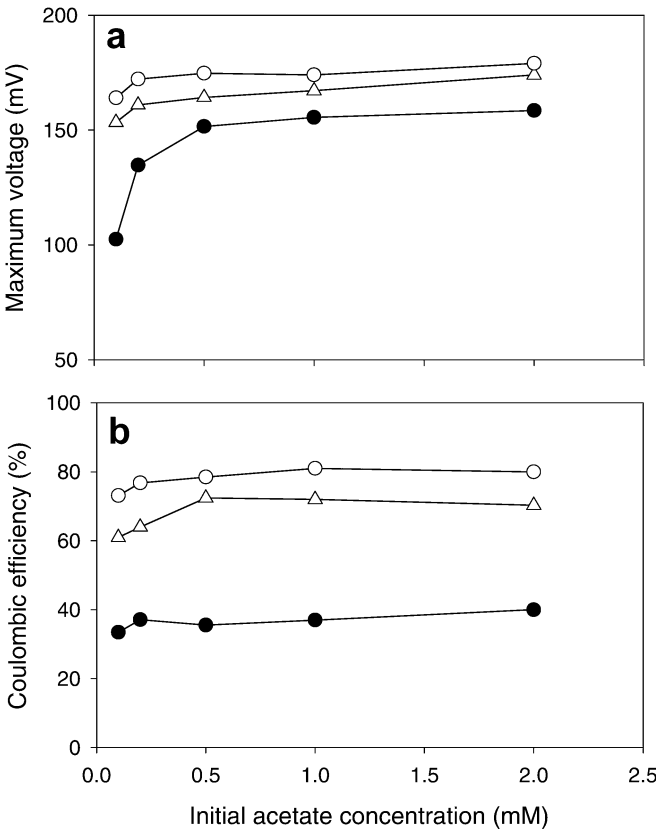 a
Maximum voltage (mV)
200
150
100
50
b
Coulombic efficiency (%)
100
80
60
40
20
0
0.0 0.5 1.0 1.5 2.0 2.5
Initial acetate concentration (mM)